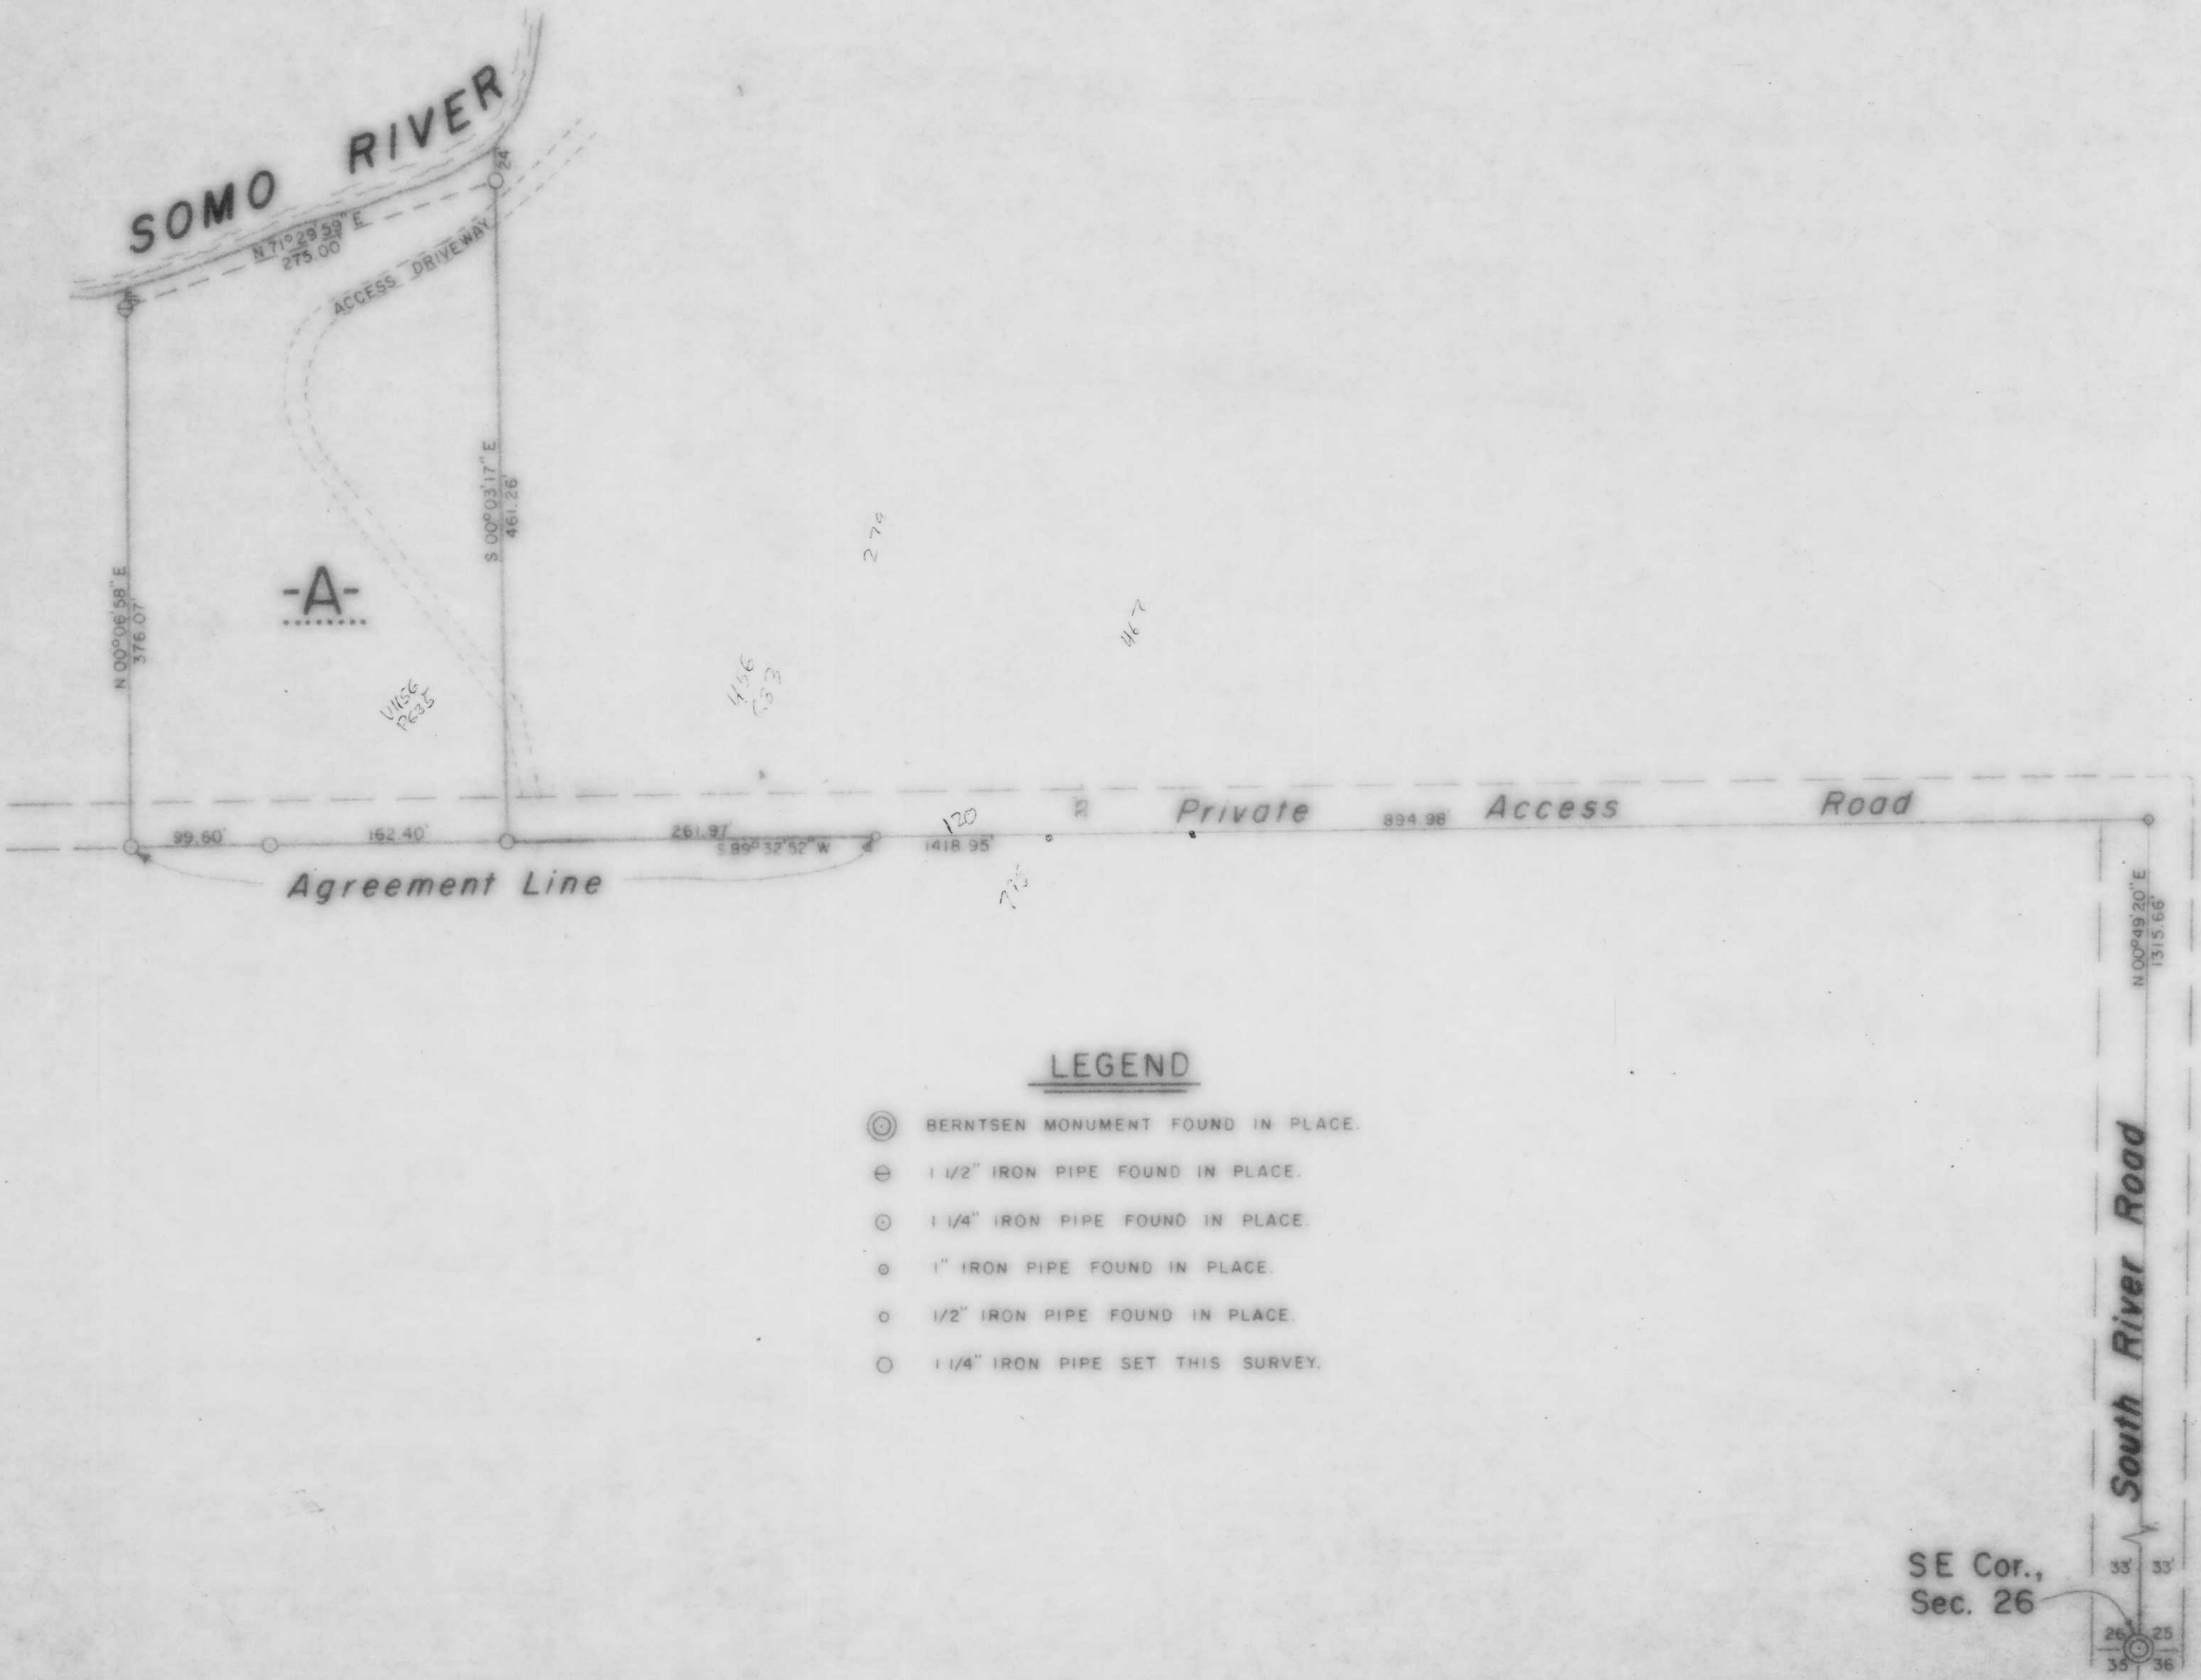 SOMO RIVER
24'
N 71°29'59" E
275.00'
ACCESS DRIVEWAY
S 00°03'17" E
461.26'
N 00°06'58" E
376.07'
-A-
V1156
P635
279
467
33
Private Access Road
894.98'
120
99.60'
162.40'
261.97'
S 89°32'52" W
1418.95'
Agreement Line
N 00°49'20" E
1315.66'
South River Road
LEGEND
BERNTSEN MONUMENT FOUND IN PLACE.
1 1/2" IRON PIPE FOUND IN PLACE.
1 1/4" IRON PIPE FOUND IN PLACE.
1" IRON PIPE FOUND IN PLACE.
1/2" IRON PIPE FOUND IN PLACE.
1 1/4" IRON PIPE SET THIS SURVEY.
SE Cor.,
Sec. 26
33' 33'
26 25
35 36